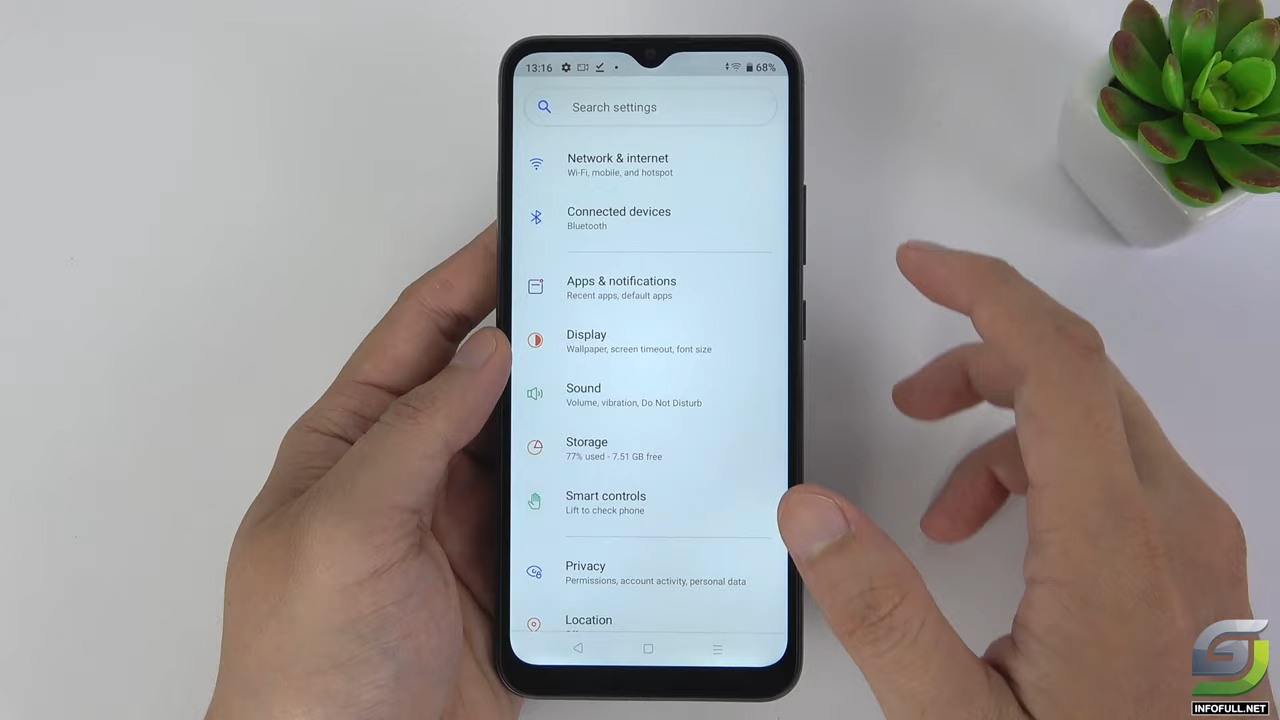 13:16
68%
Search settings
Network & internet
Wi-Fi, mobile, and hotspot
Connected devices
Bluetooth
Apps & notifications
Recent apps, default apps
Display
Wallpaper, screen timeout, font size
Sound
Volume, vibration, Do Not Disturb
Storage
77% used - 7.51 GB free
Smart controls
Lift to check phone
Privacy
Permissions, account activity, personal data
Location
INFOFULL.NET